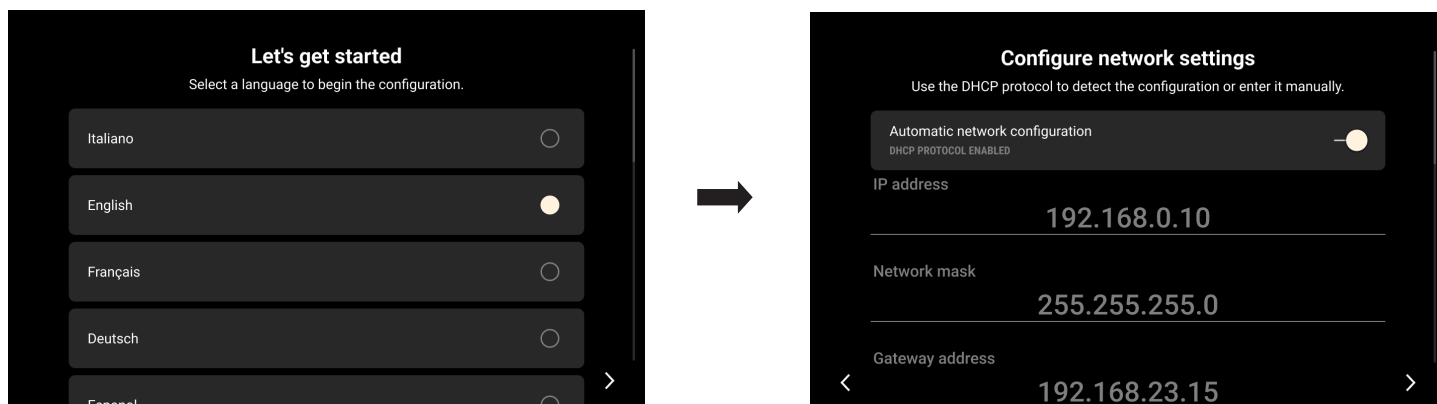 Let's get started
Select a language to begin the configuration.
Italiano
English
Français
Deutsch
Configure network settings
Use the DHCP protocol to detect the configuration or enter it manually.
Automatic network configuration
DHCP PROTOCOL ENABLED
IP address
192.168.0.10
Network mask
255.255.255.0
Gateway address
192.168.23.15